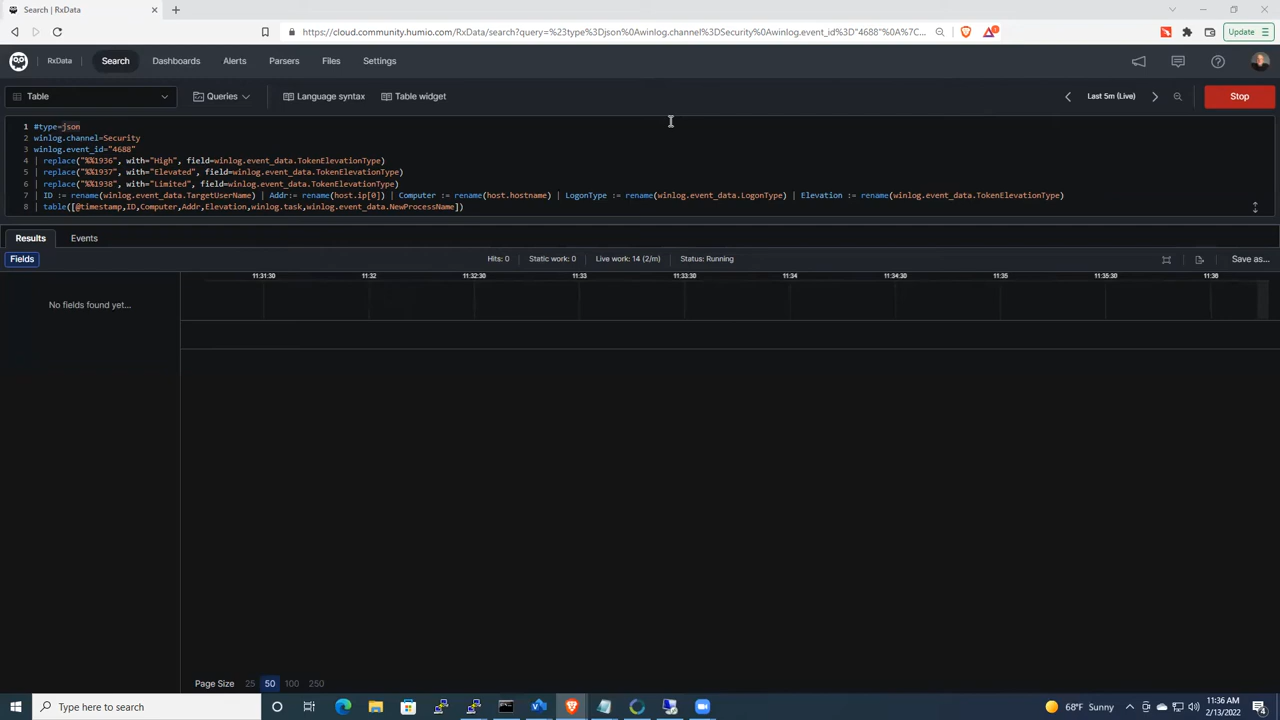 Search | RxData
https://cloud.community.humio.com/RxData/search?query=%23type%3Djson%0Awinlog.channel%3DSecurity%0Awinlog.event_id%3D"4688"%0A%7C...
Update
RxData
Search
Dashboards
Alerts
Parsers
Files
Settings
Table
Queries
Language syntax
Table widget
Last 5m (Live)
Stop
1 #type=json
2 winlog.channel=Security
3 winlog.event_id="4688"
4 | replace("%%1936", with="High", field=winlog.event_data.TokenElevationType)
5 | replace("%%1937", with="Elevated", field=winlog.event_data.TokenElevationType)
6 | replace("%%1938", with="Limited", field=winlog.event_data.TokenElevationType)
7 | ID := rename(winlog.event_data.TargetUserName) | Addr:= rename(host.ip[0]) | Computer := rename(host.hostname) | LogonType := rename(winlog.event_data.LogonType) | Elevation := rename(winlog.event_data.TokenElevationType)
8 | table([@timestamp,ID,Computer,Addr,Elevation,winlog.task,winlog.event_data.NewProcessName])
Results
Events
Fields
Hits: 0
Static work: 0
Live work: 14 (2/m)
Status: Running
Save as...
11:31:30 11:32 11:32:30 11:33 11:33:30 11:34 11:34:30 11:35 11:35:30 11:36
No fields found yet...
Page Size 25 50 100 250
Type here to search
68°F Sunny
11:36 AM
2/13/2022